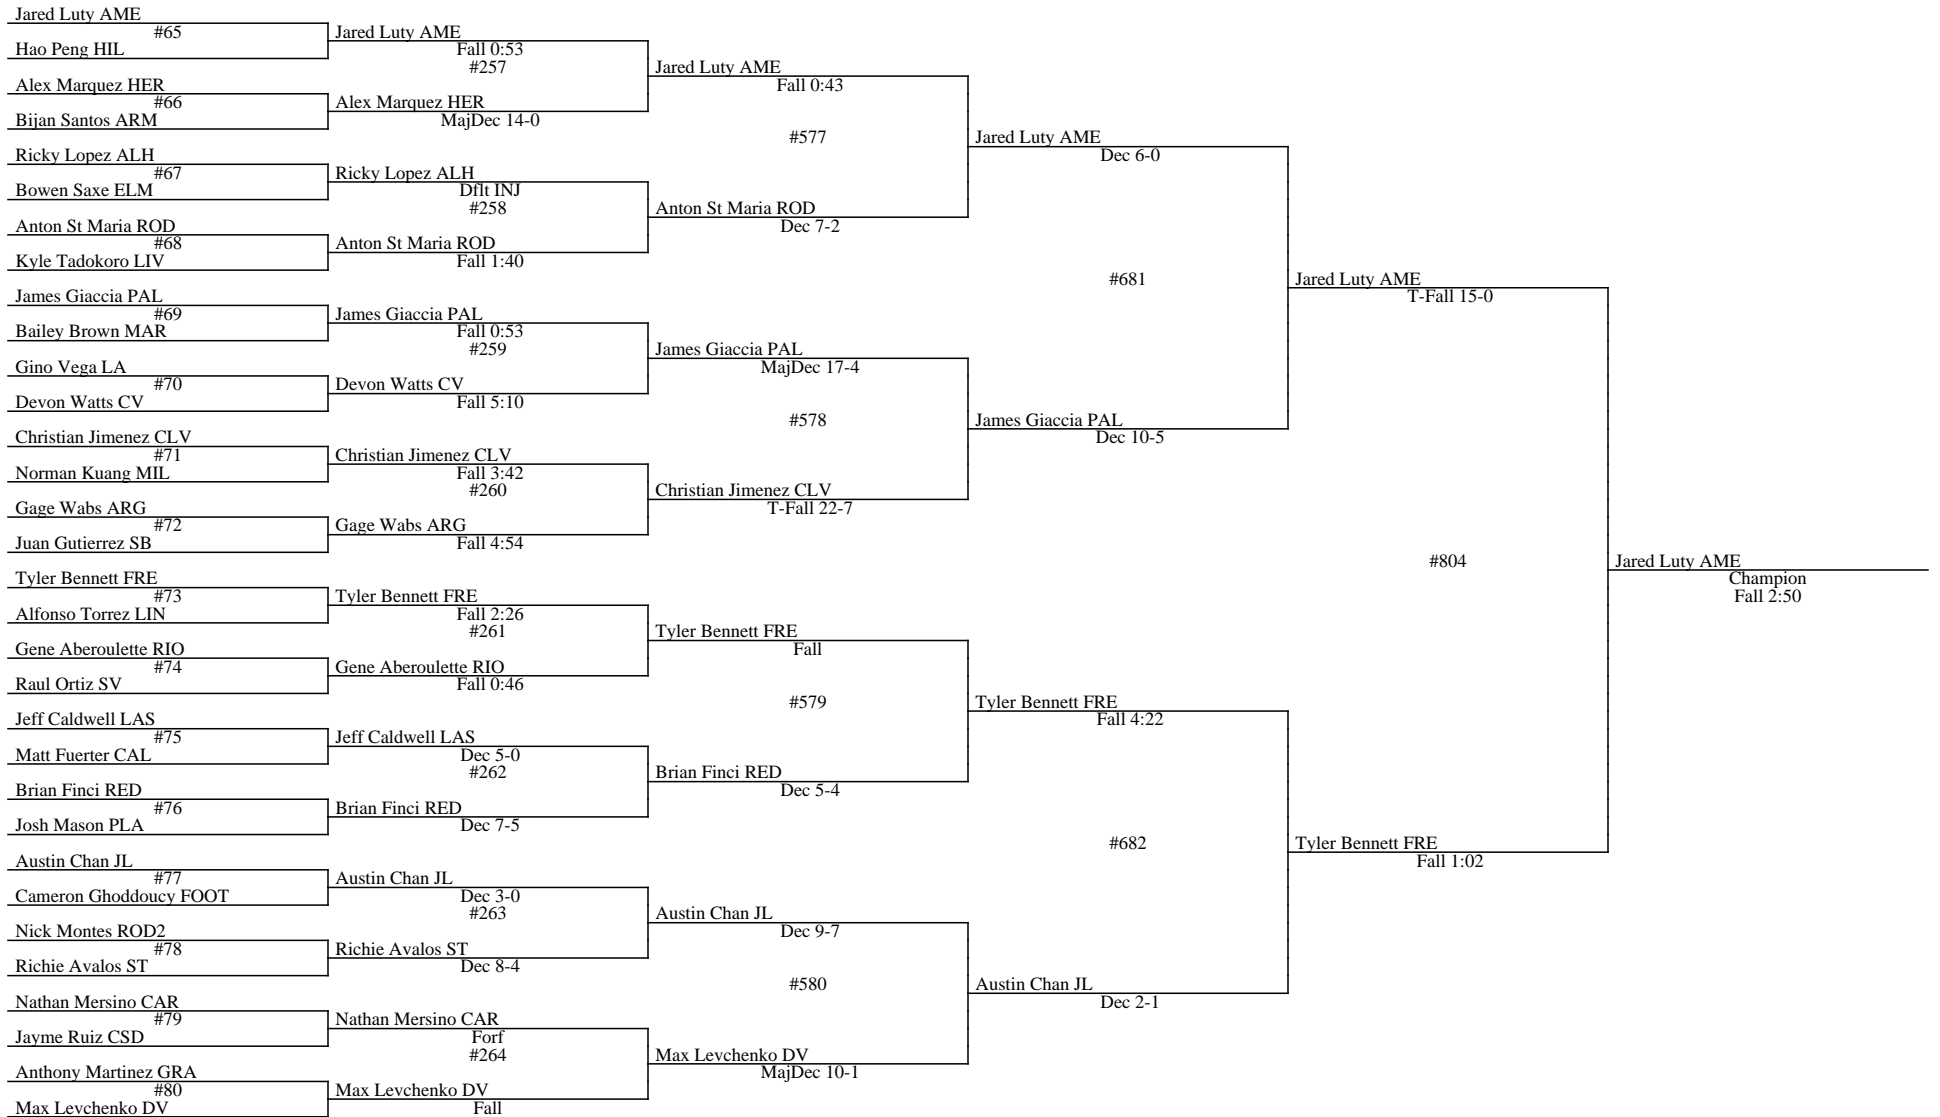 Jared Luty AME
#65
Hao Peng HIL
Alex Marquez HER
#66
Bijan Santos ARM
Ricky Lopez ALH
#67
Bowen Saxe ELM
Anton St Maria ROD
#68
Kyle Tadokoro LIV
James Giaccia PAL
#69
Bailey Brown MAR
Gino Vega LA
#70
Devon Watts CV
Christian Jimenez CLV
#71
Norman Kuang MIL
Gage Wabs ARG
#72
Juan Gutierrez SB
Tyler Bennett FRE
#73
Alfonso Torrez LIN
Gene Aberoulette RIO
#74
Raul Ortiz SV
Jeff Caldwell LAS
#75
Matt Fuerter CAL
Brian Finci RED
#76
Josh Mason PLA
Austin Chan JL
#77
Cameron Ghoddoucy FOOT
Nick Montes ROD2
#78
Richie Avalos ST
Nathan Mersino CAR
#79
Jayme Ruiz CSD
Anthony Martinez GRA
#80
Max Levchenko DV
Jared Luty AME
Fall 0:53
#257
Alex Marquez HER
MajDec 14-0
Ricky Lopez ALH
Dflt INJ
#258
Anton St Maria ROD
Fall 1:40
James Giaccia PAL
Fall 0:53
#259
Devon Watts CV
Fall 5:10
Christian Jimenez CLV
Fall 3:42
#260
Gage Wabs ARG
Fall 4:54
Tyler Bennett FRE
Fall 2:26
#261
Gene Aberoulette RIO
Fall 0:46
Jeff Caldwell LAS
Dec 5-0
#262
Brian Finci RED
Dec 7-5
Austin Chan JL
Dec 3-0
#263
Richie Avalos ST
Dec 8-4
Nathan Mersino CAR
Forf
#264
Max Levchenko DV
Fall
Jared Luty AME
Fall 0:43
#577
Anton St Maria ROD
Dec 7-2
James Giaccia PAL
MajDec 17-4
#578
Christian Jimenez CLV
T-Fall 22-7
Tyler Bennett FRE
Fall
#579
Brian Finci RED
Dec 5-4
Austin Chan JL
Dec 9-7
#580
Max Levchenko DV
MajDec 10-1
Jared Luty AME
Dec 6-0
#681
James Giaccia PAL
Dec 10-5
Tyler Bennett FRE
Fall 4:22
#682
Austin Chan JL
Dec 2-1
Jared Luty AME
T-Fall 15-0
#804
Tyler Bennett FRE
Fall 1:02
Jared Luty AME
Champion
Fall 2:50